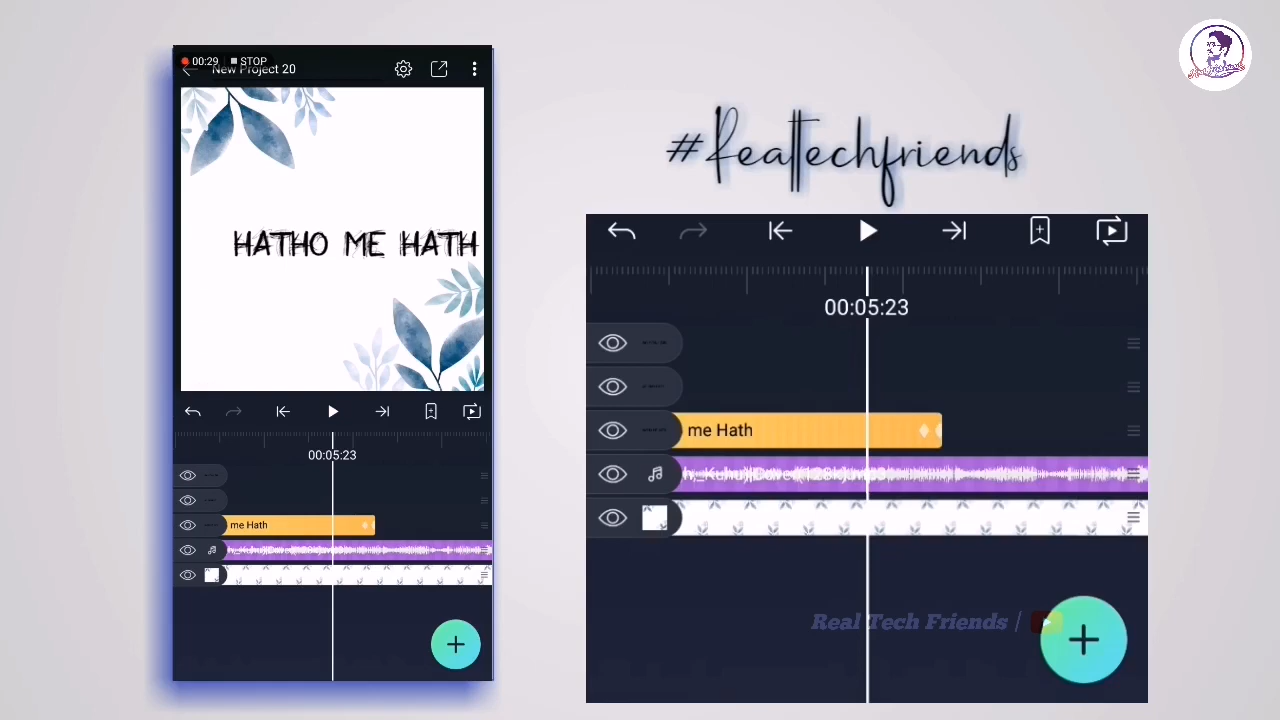 00:29 STOP
New Project 20
HATHO ME HATH
00:05:23
me Hath
#Realtechfriends
00:05:23
me Hath
Real Tech Friends /